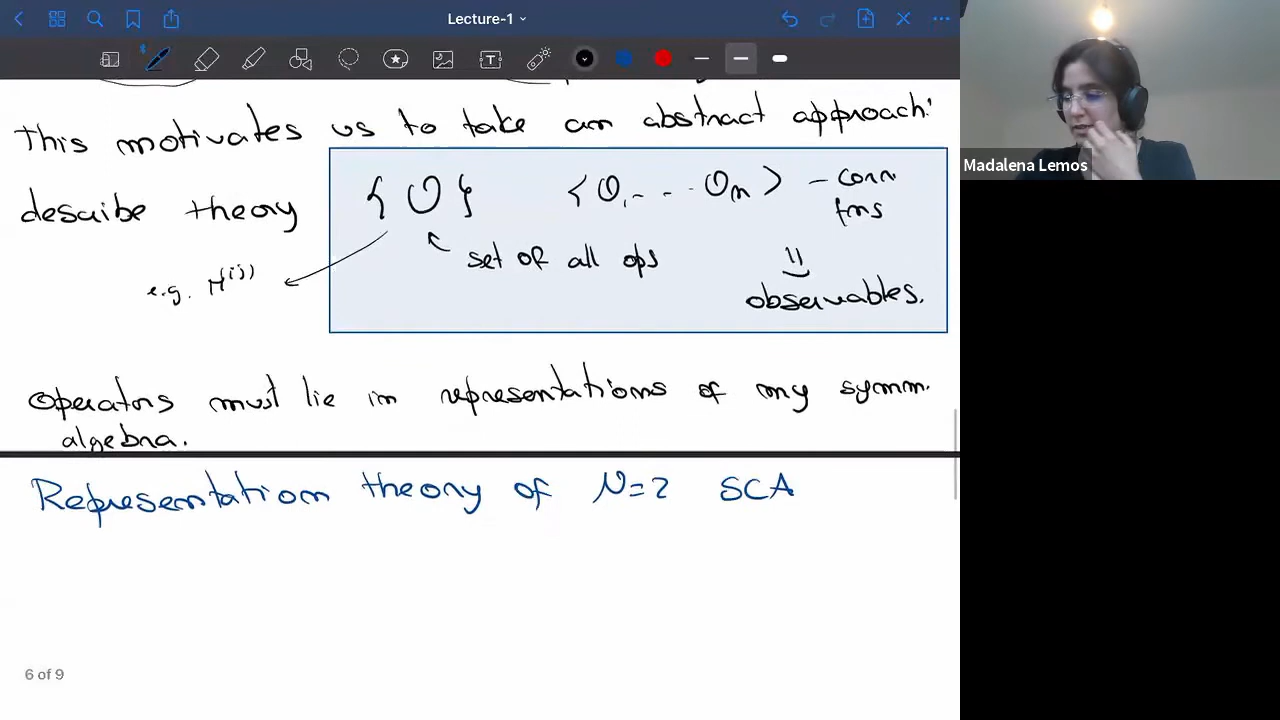 Lecture-1
This motivates us to take an abstract approach:
describe theory
{ O } < O1 ... On > - corr fns
set of all ops
=
observables.
e.g. M^(ij)
Operators must lie in representations of my symm.
algebra.
Representation theory of N=2 SCA
6 of 9
Madalena Lemos